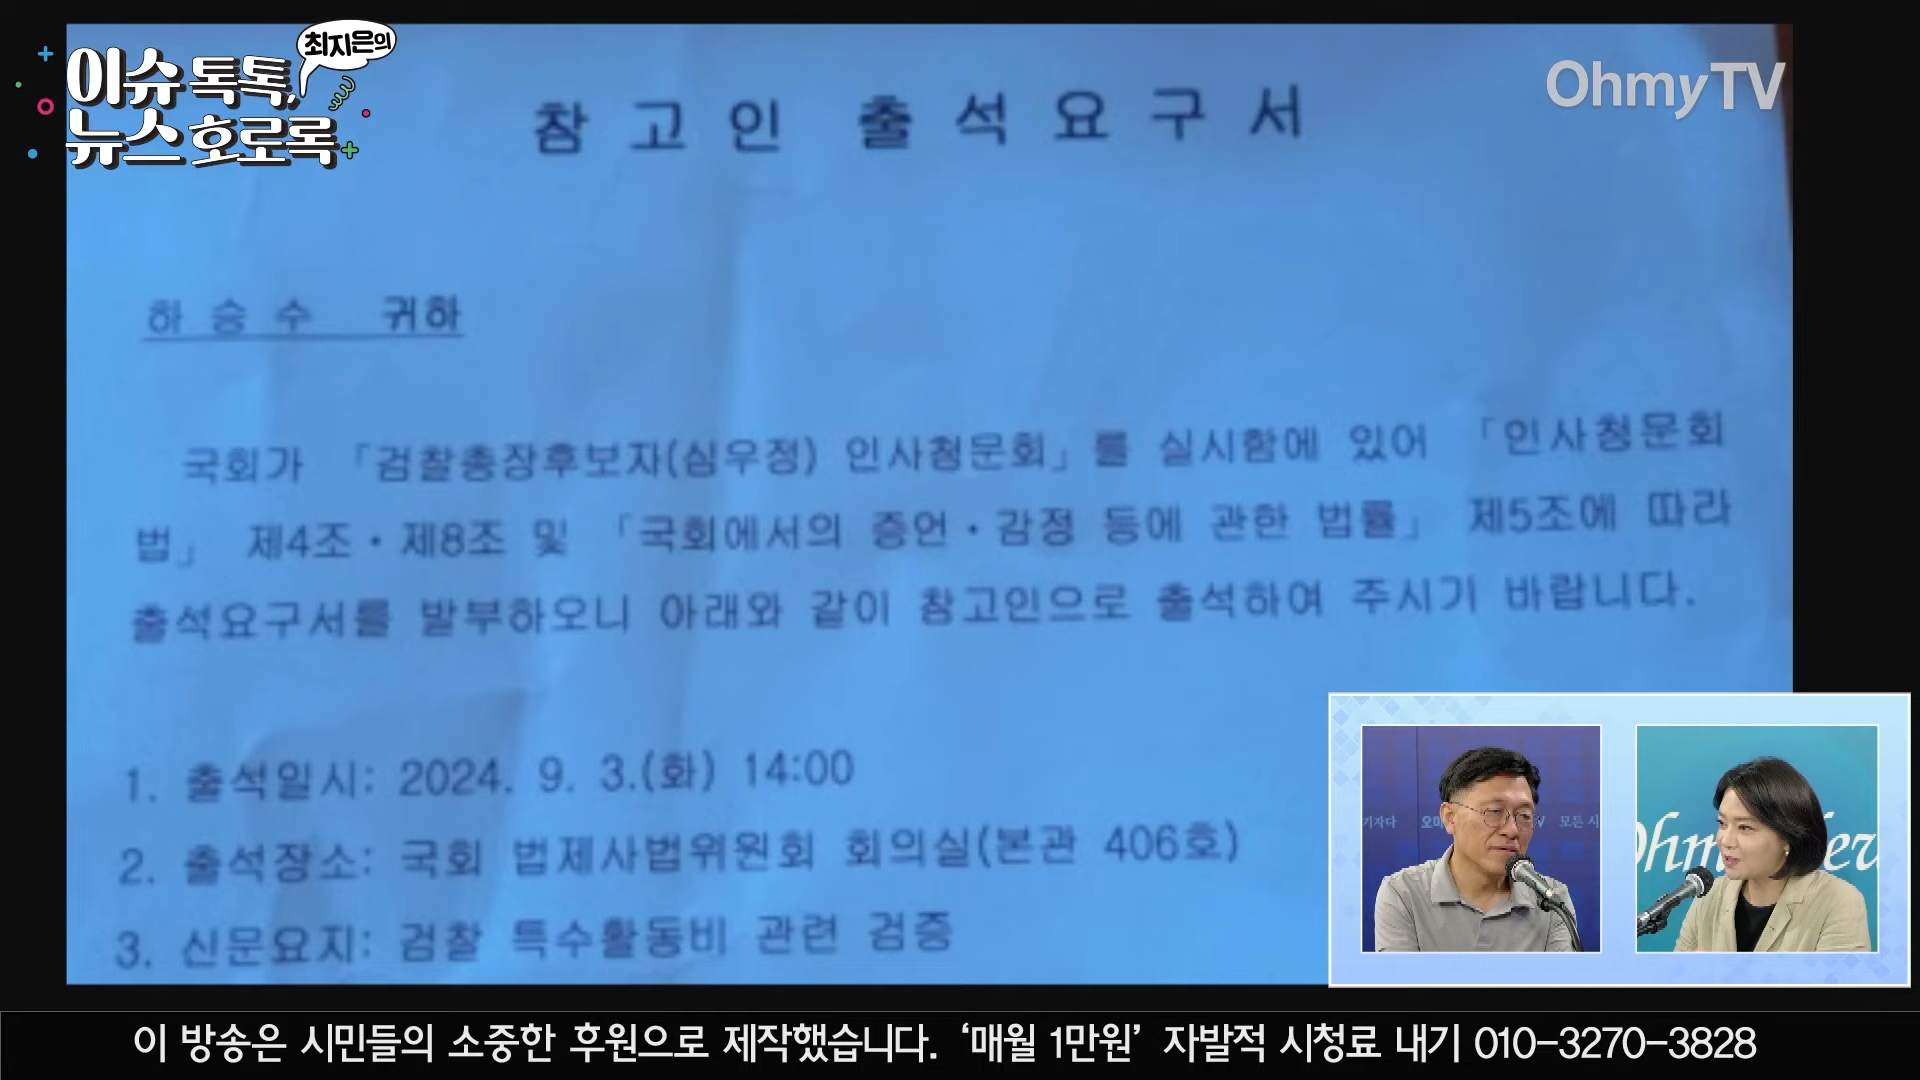 최지은의
이슈 톡톡,
뉴스 호로록
OhmyTV
참 고 인 출 석 요 구 서
하 승 수 귀하
국회가 「검찰총장후보자(심우정) 인사청문회」를 실시함에 있어 「인사청문회
법」 제4조·제8조 및 「국회에서의 증언·감정 등에 관한 법률」 제5조에 따라
출석요구서를 발부하오니 아래와 같이 참고인으로 출석하여 주시기 바랍니다.
1. 출석일시: 2024. 9. 3.(화) 14:00
2. 출석장소: 국회 법제사법위원회 회의실(본관 406호)
3. 신문요지: 검찰 특수활동비 관련 검증
기자다 모든 시
이 방송은 시민들의 소중한 후원으로 제작했습니다. ‘매월 1만원’ 자발적 시청료 내기 010-3270-3828